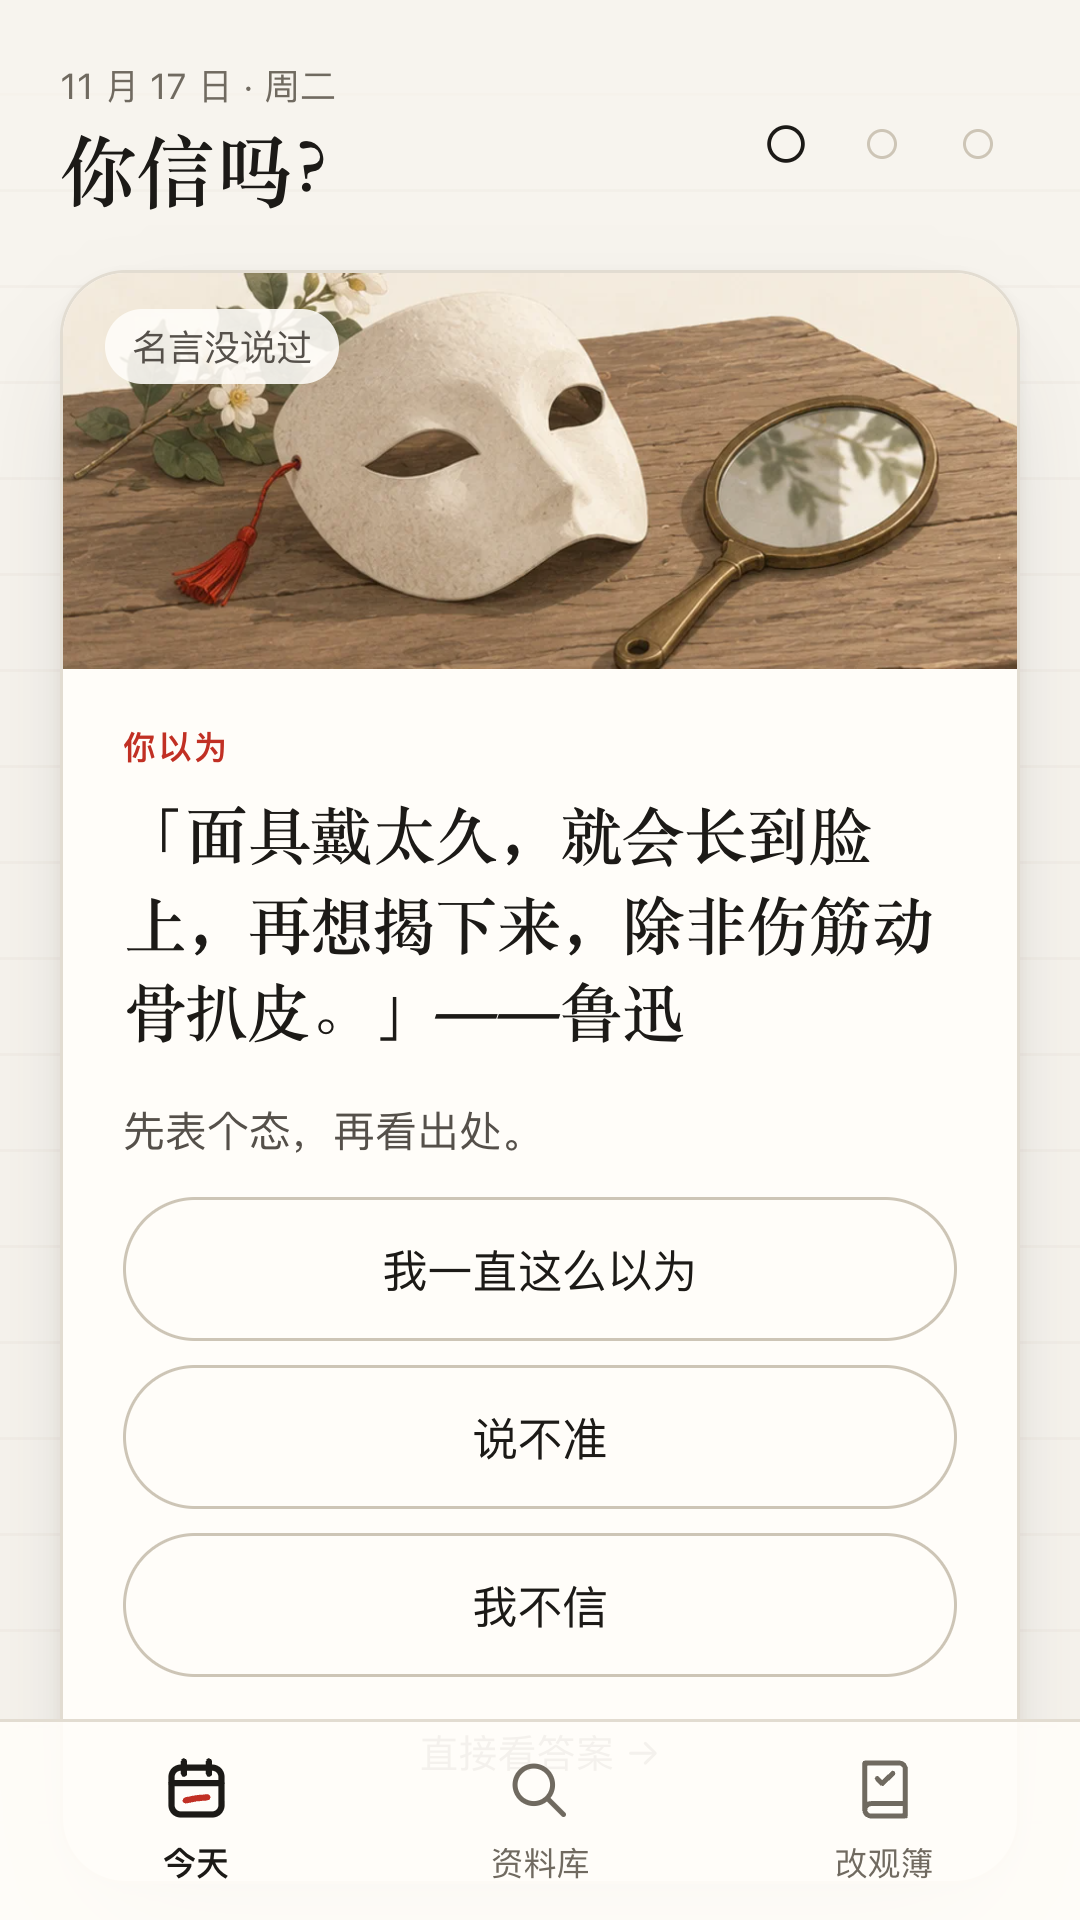 11 月 17 日 · 周二
你信吗?
名言没说过
你以为
「面具戴太久，就会长到脸
上，再想揭下来，除非伤筋动
骨扒皮。」——鲁迅
先表个态，再看出处。
我一直这么以为
说不准
我不信
直接看答案 →
今天
资料库
改观簿